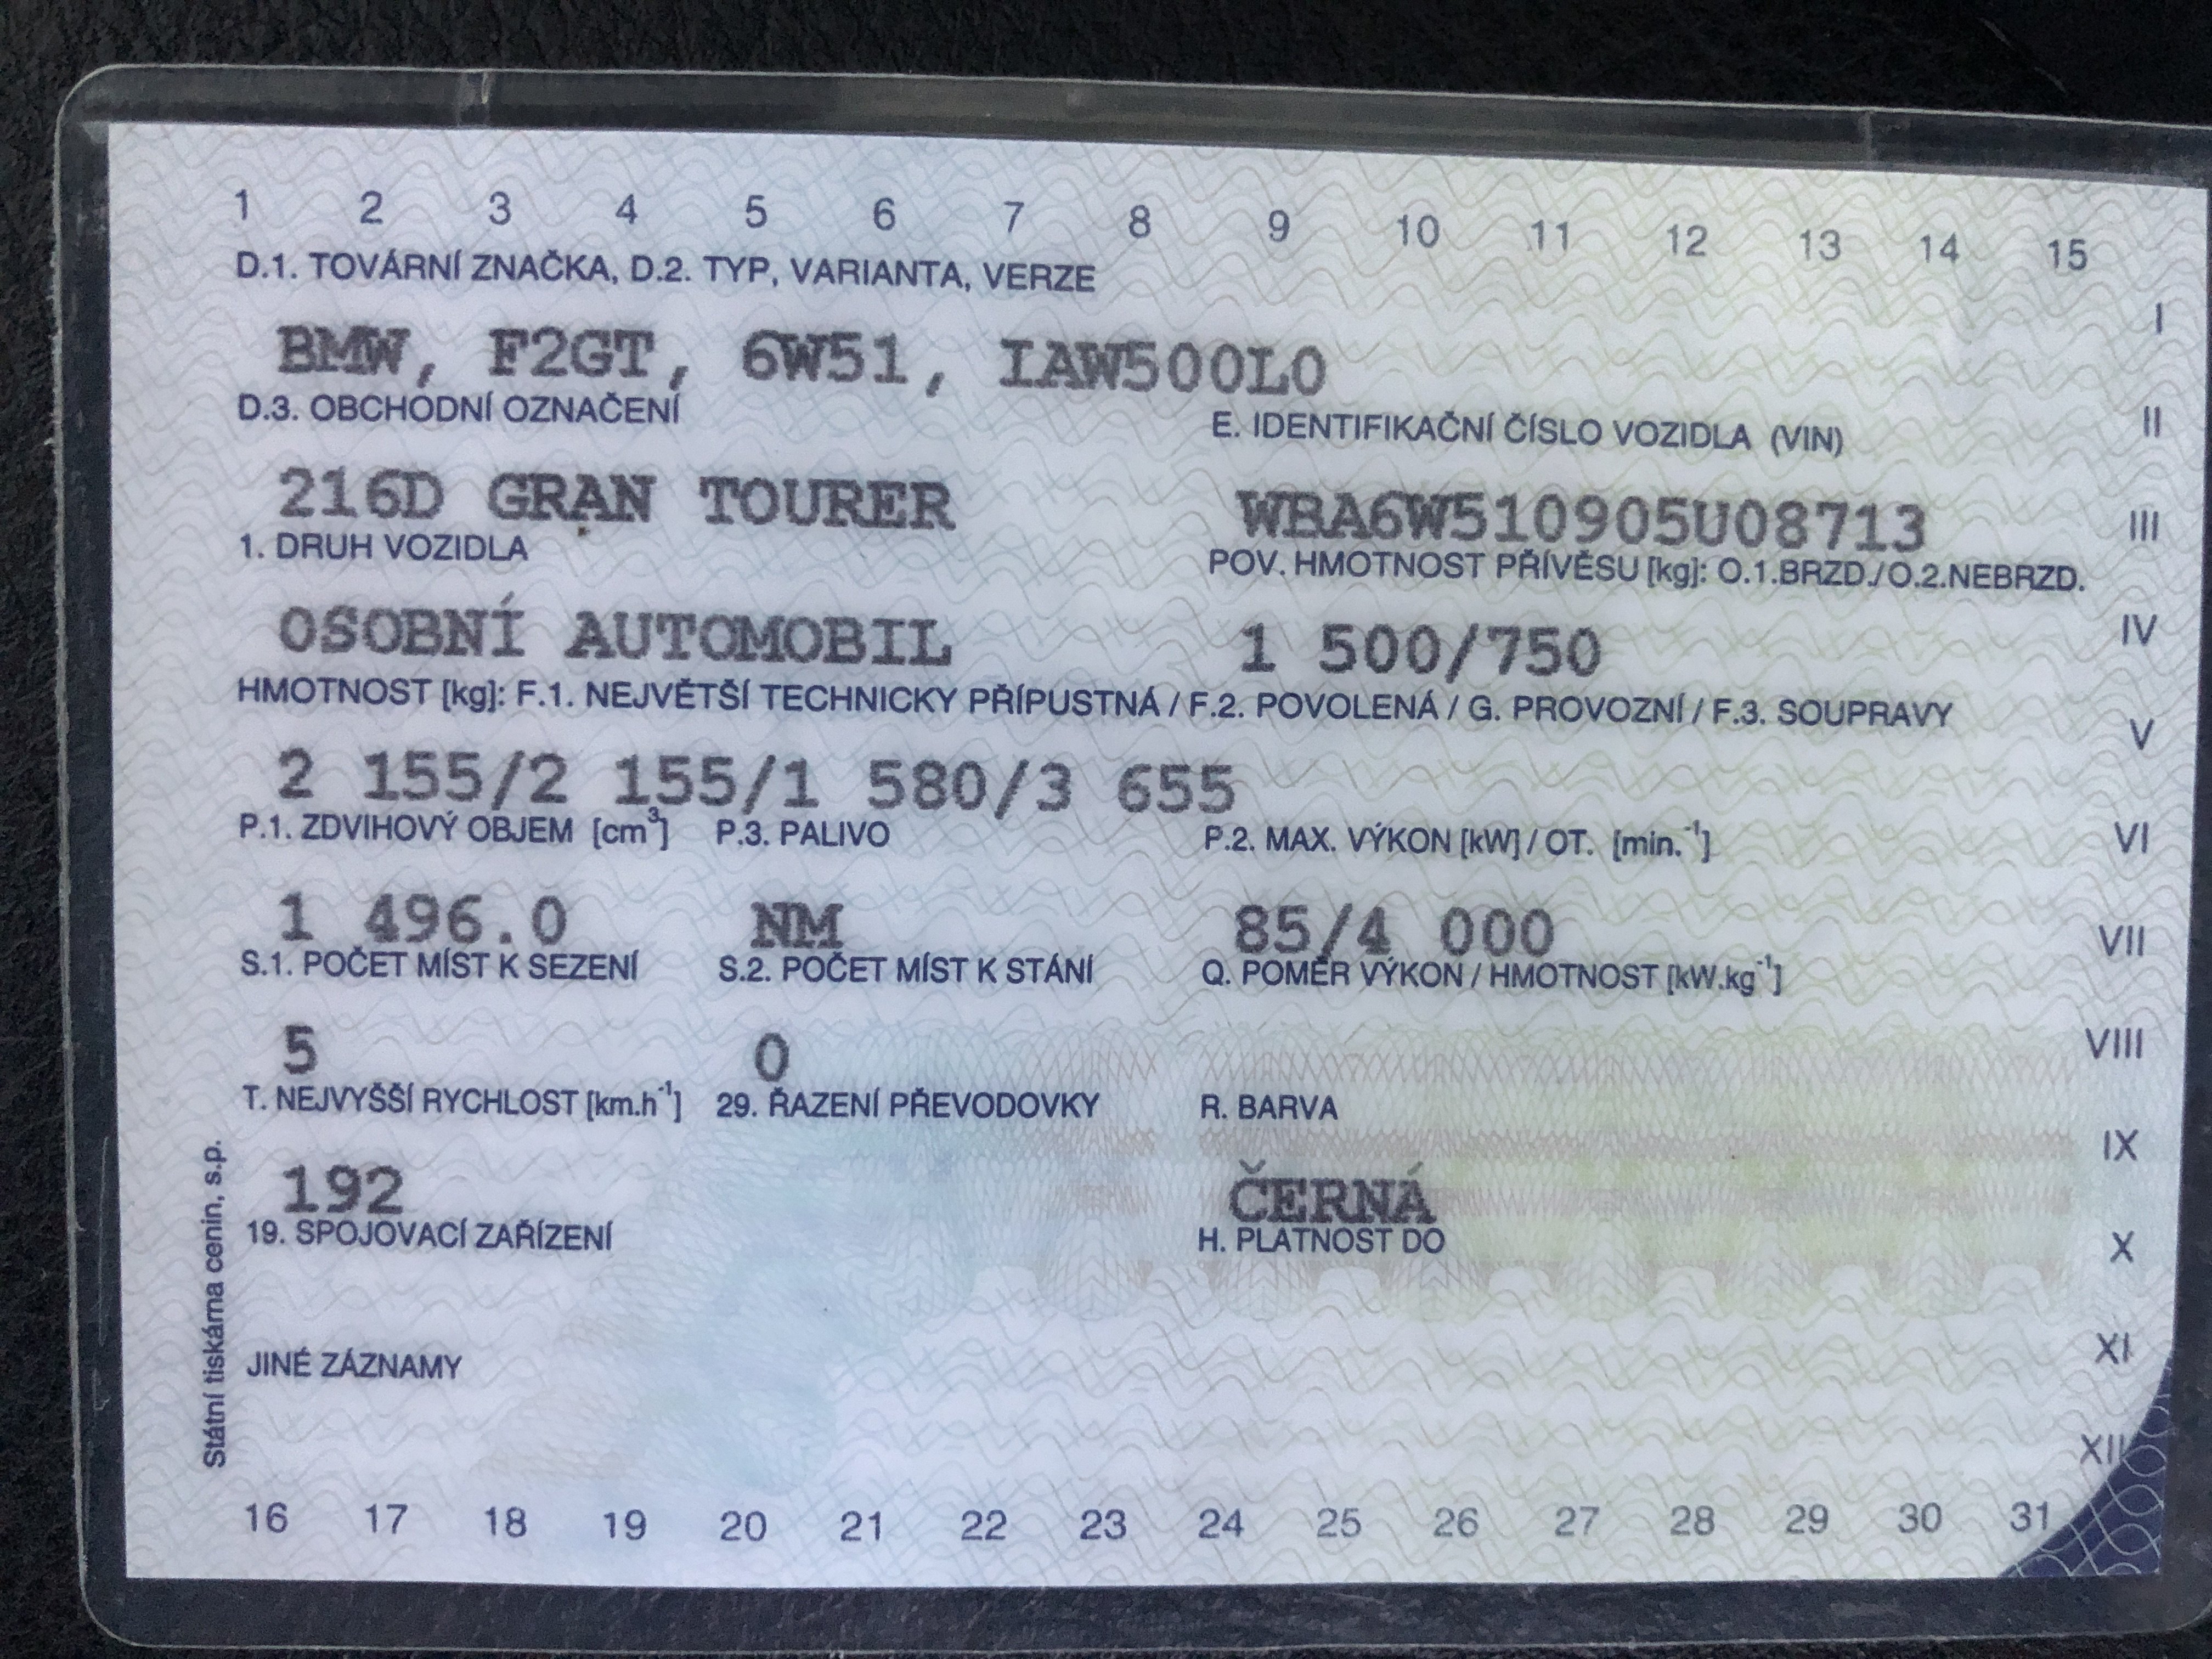 1 2 3 4 5 6 7 8 9 10 11 12 13 14 15
D.1. TOVÁRNÍ ZNAČKA, D.2. TYP, VARIANTA, VERZE
I
BMW, F2GT, 6W51, IAW500L0
D.3. OBCHODNÍ OZNAČENÍ E. IDENTIFIKAČNÍ ČÍSLO VOZIDLA (VIN) II
216D GRAN TOURER WBA6W510905U08713 III
1. DRUH VOZIDLA POV. HMOTNOST PŘÍVĚSU [kg]: O.1.BRZD./O.2.NEBRZD.
OSOBNÍ AUTOMOBIL 1 500/750 IV
HMOTNOST [kg]: F.1. NEJVĚTŠÍ TECHNICKY PŘÍPUSTNÁ / F.2. POVOLENÁ / G. PROVOZNÍ / F.3. SOUPRAVY V
2 155/2 155/1 580/3 655
P.1. ZDVIHOVÝ OBJEM [cm³] P.3. PALIVO P.2. MAX. VÝKON [kW] / OT. [min.⁻¹] VI
1 496.0 NM 85/4 000 VII
S.1. POČET MÍST K SEZENÍ S.2. POČET MÍST K STÁNÍ Q. POMĚR VÝKON / HMOTNOST [kW.kg⁻¹]
5 0 VIII
T. NEJVYŠŠÍ RYCHLOST [km.h⁻¹] 29. ŘAZENÍ PŘEVODOVKY R. BARVA IX
192 ČERNÁ
19. SPOJOVACÍ ZAŘÍZENÍ H. PLATNOST DO X
JINÉ ZÁZNAMY XI
XII
16 17 18 19 20 21 22 23 24 25 26 27 28 29 30 31
Státní tiskárna cenin, s.p.